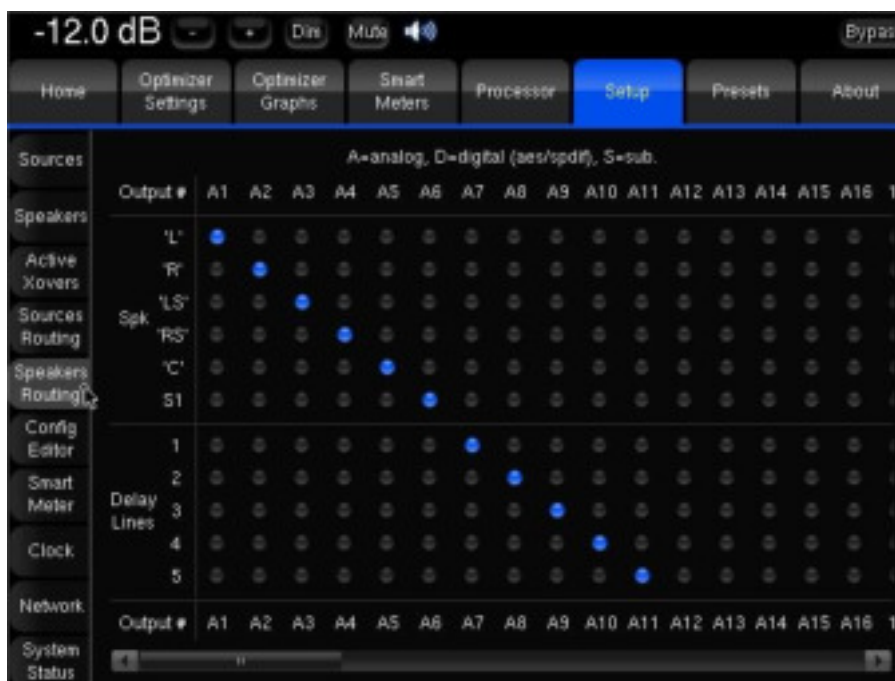 -12.0 dB - + Dim Mute Bypas
Home Optimizer Settings Optimizer Graphs Smart Meters Processor Setup Presets About
Sources
Speakers
Active Xovers
Sources Routing
Speakers Routing
Config Editor
Smart Meter
Clock
Network
System Status
A=analog, D=digital (aes/spdif), S=sub.
Output # A1 A2 A3 A4 A5 A6 A7 A8 A9 A10 A11 A12 A13 A14 A15 A16 1
Spk
"L"
"R"
"LS"
"RS"
"C"
S1
Delay Lines
1
2
3
4
5
Output # A1 A2 A3 A4 A5 A6 A7 A8 A9 A10 A11 A12 A13 A14 A15 A16 1